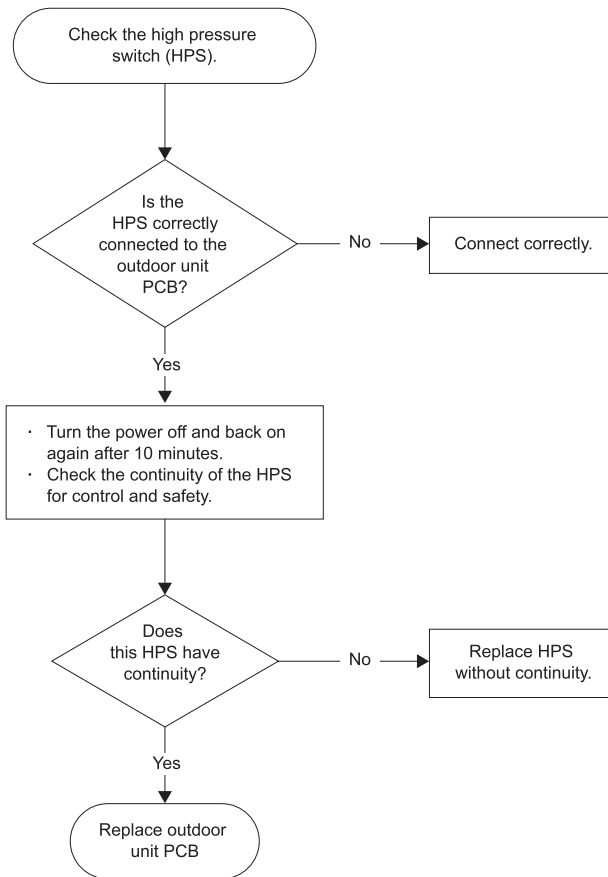 Check the high pressure
switch (HPS).
Is the
HPS correctly
connected to the
outdoor unit
PCB?
No
Connect correctly.
Yes
· Turn the power off and back on
again after 10 minutes.
· Check the continuity of the HPS
for control and safety.
Does
this HPS have
continuity?
No
Replace HPS
without continuity.
Yes
Replace outdoor
unit PCB